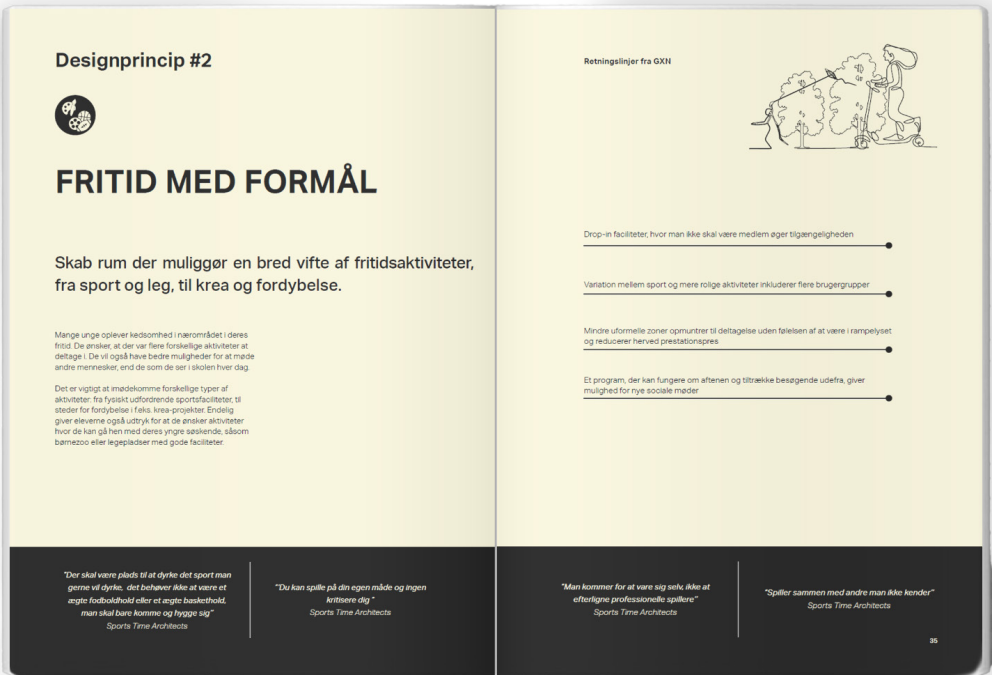 Designprincip #2
FRITID MED FORMÅL
Skab rum der muliggør en bred vifte af fritidsaktiviteter,
fra sport og leg, til krea og fordybelse.
Mange unge oplever kedsomhed i nærområdet i deres
fritid. De ønsker, at der var flere forskellige aktiviteter at
deltage i. De vil også have bedre muligheder for at møde
andre mennesker, end de som de ser i skolen hver dag.
Det er vigtigt at imødekomme forskellige typer af
aktiviteter: fra fysiskt udfordrende sportsfaciliteter, til
steder for fordybelse i f.eks. krea-projekter. Endelig
giver eleverne også udtryk for at de ønsker aktiviteter
hvor de kan gå hen med deres yngre søskende, såsom
børnezoo eller legepladser med gode faciliteter.
"Der skal være plads til at dyrke det sport man
gerne vil dyrke, det behøver ikke at være et
ægte fodboldhold eller et ægte baskethold,
man skal bare komme og hygge sig"
Sports Time Architects
"Du kan spille på din egen måde og ingen
kritisere dig "
Sports Time Architects
Retningslinjer fra GXN
Drop-in faciliteter, hvor man ikke skal være medlem øger tilgængeligheden
Variation mellem sport og mere rolige aktiviteter inkluderer flere brugergrupper
Mindre uformelle zoner opmuntrer til deltagelse uden følelsen af at være i rampelyset
og reducerer herved prestationspres
Et program, der kan fungere om aftenen og tiltrække besøgende udefra, giver
mulighed for nye sociale møder
"Man kommer for at vare sig selv, ikke at
efterligne professionelle spillere"
Sports Time Architects
"Spiller sammen med andre man ikke kender"
Sports Time Architects
35